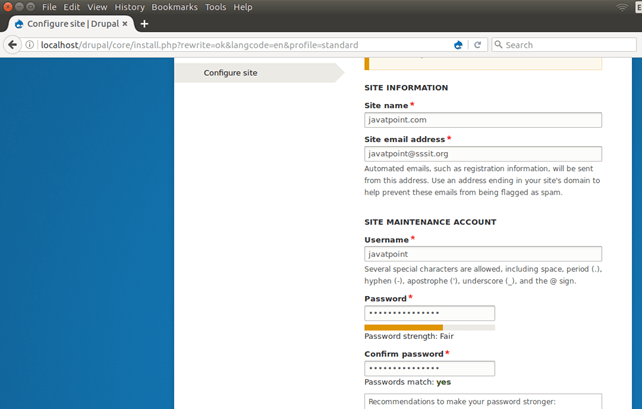 File Edit View History Bookmarks Tools Help
Configure site | Drupal
localhost/drupal/core/install.php?rewrite=ok&langcode=en&profile=standard
Search
Configure site
SITE INFORMATION
Site name *
javatpoint.com
Site email address *
javatpoint@sssit.org
Automated emails, such as registration information, will be sent
from this address. Use an address ending in your site's domain to
help prevent these emails from being flagged as spam.
SITE MAINTENANCE ACCOUNT
Username *
javatpoint
Several special characters are allowed, including space, period (.),
hyphen (-), apostrophe ('), underscore (_), and the @ sign.
Password *
•••••••••••••••
Password strength: Fair
Confirm password *
•••••••••••••••
Passwords match: yes
Recommendations to make your password stronger: